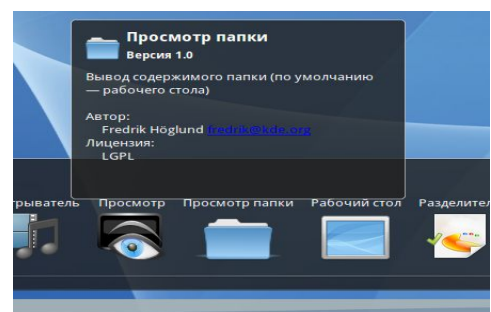 Просмотр папки
Версия 1.0
Вывод содержимого папки (по умолчанию
— рабочего стола)
Автор:
Fredrik Höglund fredrik@kde.org
Лицензия:
LGPL
грыватель Просмотр Просмотр папки Рабочий стол Разделител